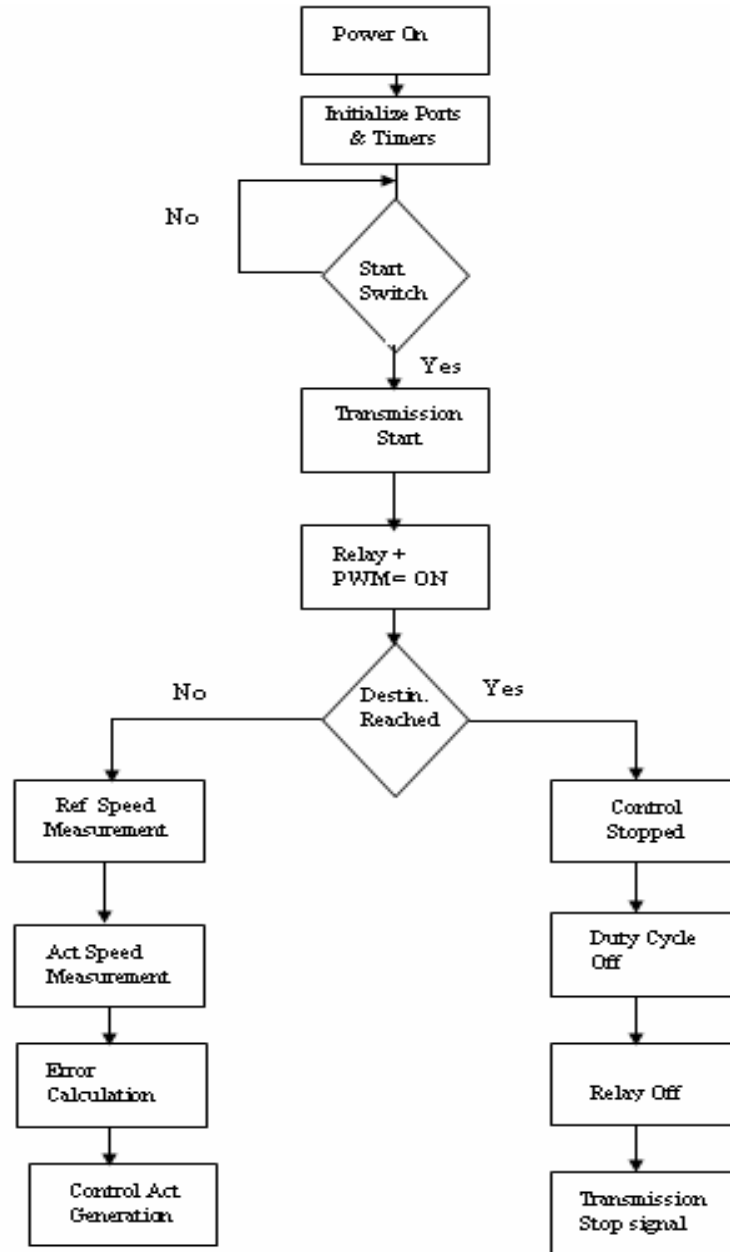 Power On
Initialize Ports
& Timers
No
Start
Switch
Yes
Transmission
Start
Relay +
PWM= ON
No
Destin.
Reached
Yes
Ref Speed
Measurement
Act Speed
Measurement
Error
Calculation
Control Act
Generation
Control
Stopped
Duty Cycle
Off
Relay Off
Transmission
Stop signal